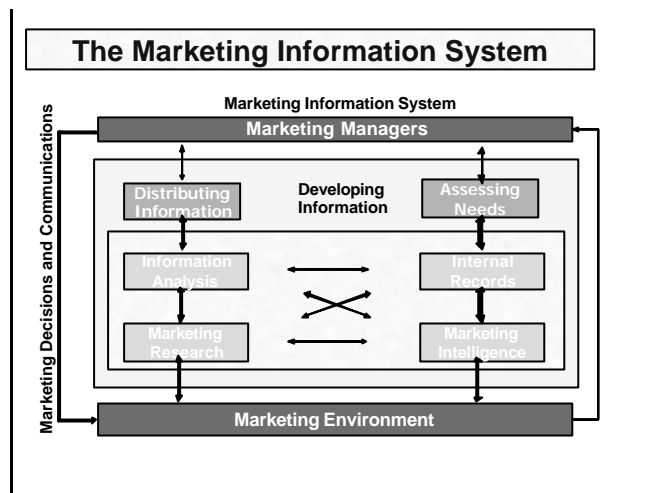 The Marketing Information System
Marketing Information System
Marketing Managers
Marketing Decisions and Communications
Distributing
Information
Developing
Information
Assessing
Needs
Information
Analysis
Internal
Records
Marketing
Research
Marketing
Intelligence
Marketing Environment